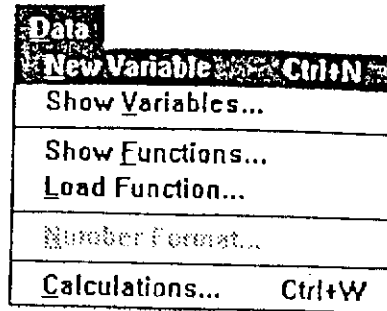 Data
New Variable Ctrl+N
Show Variables...
Show Functions...
Load Function...
Number Format...
Calculations... Ctrl+W